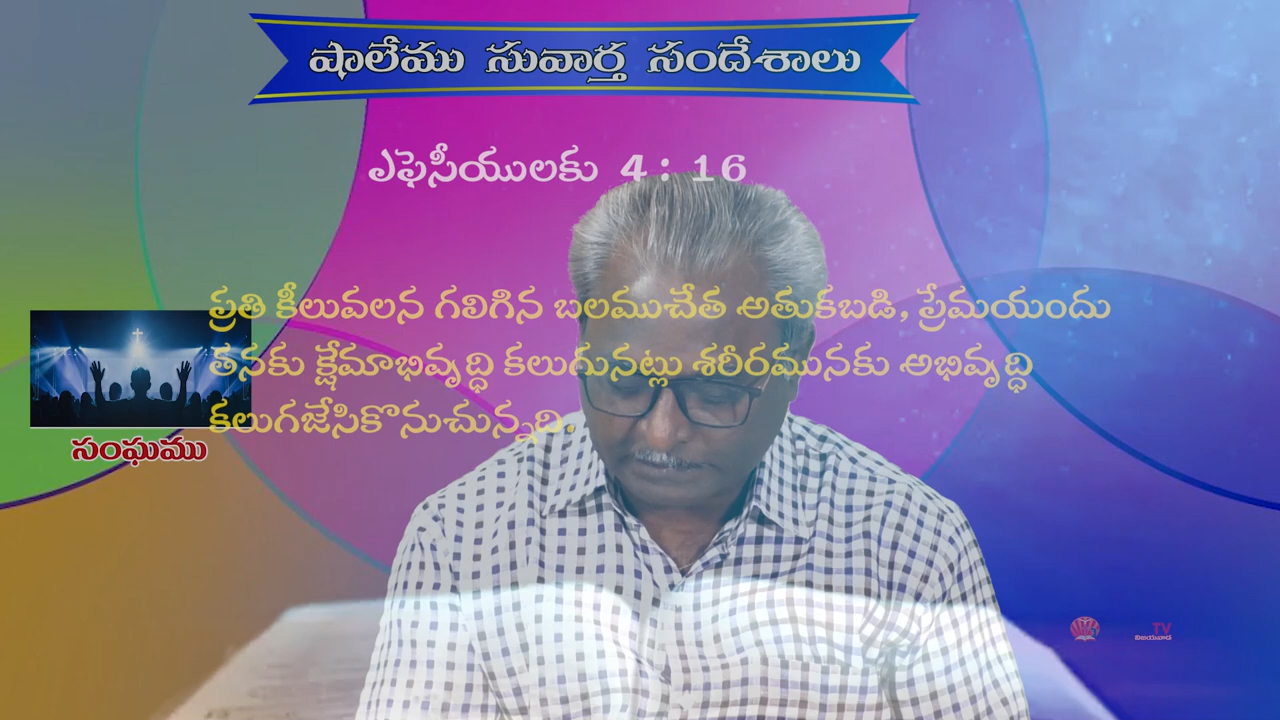 షాలేము సువార్త సందేశాలు
ఎఫెసీయులకు 4 : 16
ప్రతి కీలువలన గలిగిన బలముచేత అతుకబడి, ప్రేమయందు
తనకు క్షేమాభివృద్ధి కలుగునట్లు శరీరమునకు అభివృద్ధి
కలుగజేసికొనుచున్నది.
సంఘము
TV
విజయవాడ